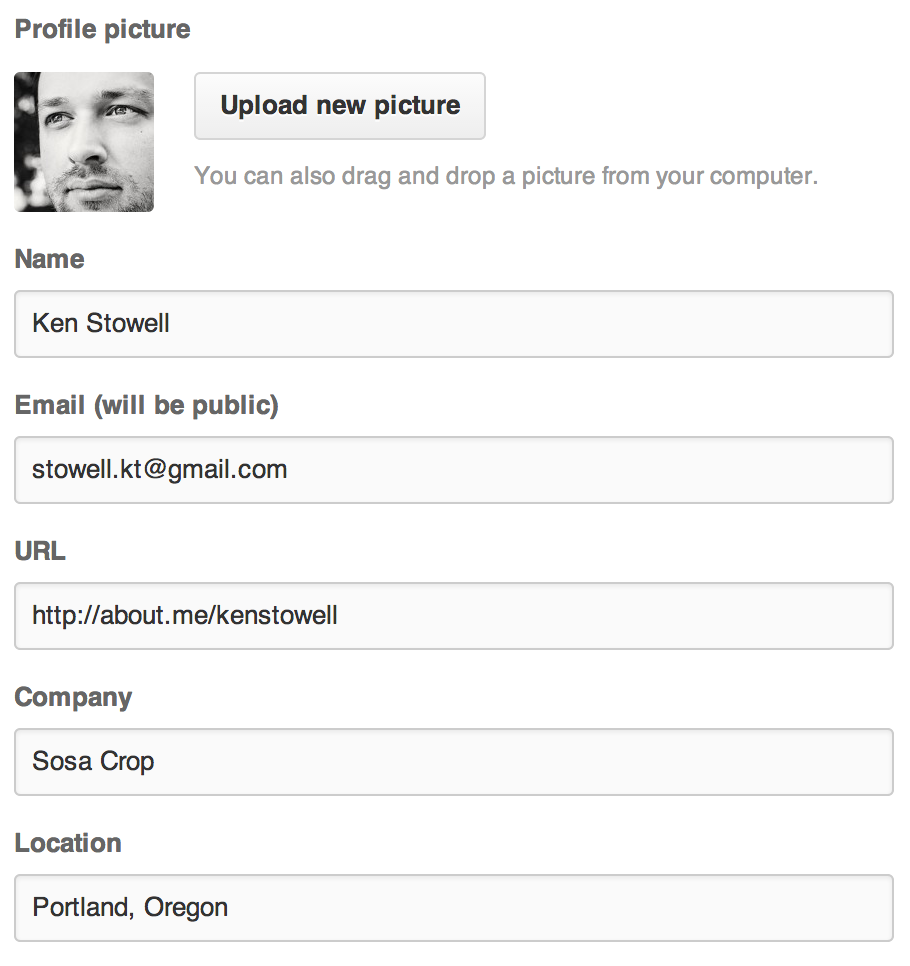 Profile picture
Upload new picture
You can also drag and drop a picture from your computer.
Name
Ken Stowell
Email (will be public)
stowell.kt@gmail.com
URL
http://about.me/kenstowell
Company
Sosa Crop
Location
Portland, Oregon